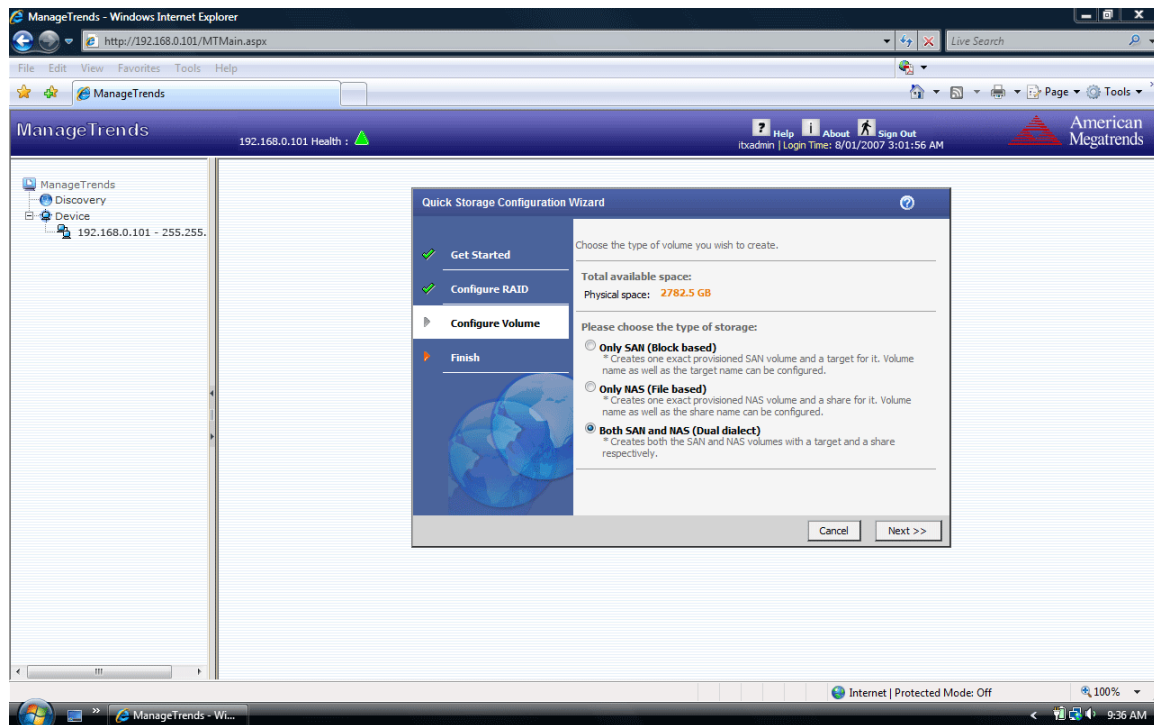 ManageTrends - Windows Internet Explorer
http://192.168.0.101/MTMain.aspx
Live Search
File Edit View Favorites Tools Help
ManageTrends
Page Tools
ManageTrends
192.168.0.101 Health :
? Help i About Sign Out
itxadmin | Login Time: 8/01/2007 3:01:56 AM
American
Megatrends
ManageTrends
Discovery
Device
192.168.0.101 - 255.255.
Quick Storage Configuration Wizard
?
Get Started
Configure RAID
Configure Volume
Finish
Choose the type of volume you wish to create.
Total available space:
Physical space: 2782.5 GB
Please choose the type of storage:
Only SAN (Block based)
* Creates one exact provisioned SAN volume and a target for it. Volume
name as well as the target name can be configured.
Only NAS (File based)
* Creates one exact provisioned NAS volume and a share for it. Volume
name as well as the share name can be configured.
Both SAN and NAS (Dual dialect)
* Creates both the SAN and NAS volumes with a target and a share
respectively.
Cancel Next >>
Internet | Protected Mode: Off 100%
ManageTrends - Wi...
9:36 AM